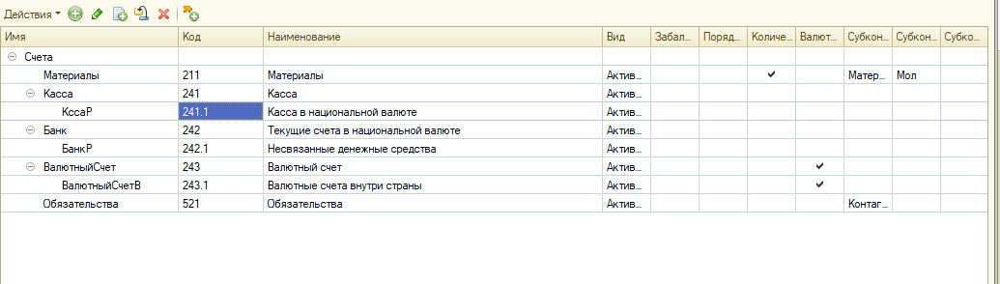 Действия
Имя Код Наименование Вид Забал... Поряд... Количе... Валют... Субкон... Субкон... Субко...
Счета
Материалы 211 Материалы Актив... Матер... Мол
Касса 241 Касса Актив...
КссаР 241.1 Касса в национальной валюте Актив...
Банк 242 Текущие счета в национальной валюте Актив...
БанкР 242.1 Несвязанные денежные средства Актив...
ВалютныйСчет 243 Валютный счет Актив...
ВалютныйСчетВ 243.1 Валютные счета внутри страны Актив...
Обязательства 521 Обязательства Актив... Контаг...